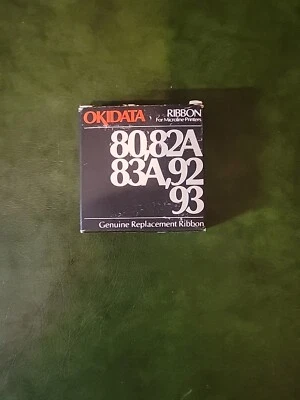 OKIDATA RIBBON
For Microline Printers
80,82A
83A,92
93
Genuine Replacement Ribbon